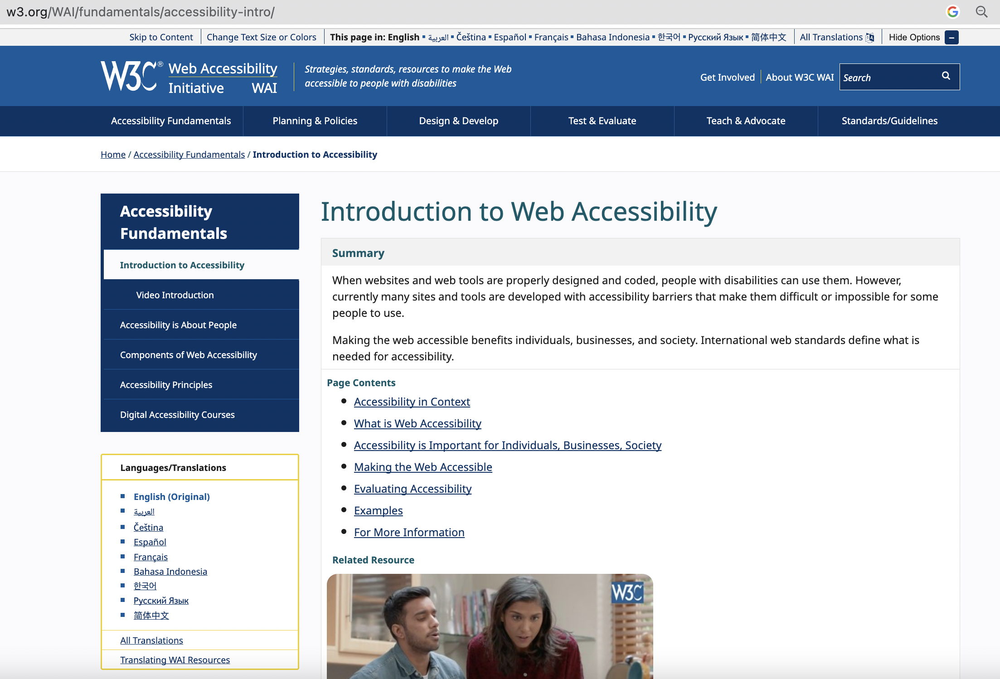 w3.org/WAI/fundamentals/accessibility-intro/
Skip to Content Change Text Size or Colors This page in: English ▪ العربية ▪ Čeština ▪ Español ▪ Français ▪ Bahasa Indonesia ▪ 한국어 ▪ Русский Язык ▪ 简体中文 All Translations Hide Options –
W3C® Web Accessibility
Initiative WAI
Strategies, standards, resources to make the Web
accessible to people with disabilities
Get Involved About W3C WAI Search
Accessibility Fundamentals Planning & Policies Design & Develop Test & Evaluate Teach & Advocate Standards/Guidelines
Home / Accessibility Fundamentals / Introduction to Accessibility
Accessibility
Fundamentals
Introduction to Accessibility
Video Introduction
Accessibility is About People
Components of Web Accessibility
Accessibility Principles
Digital Accessibility Courses
Languages/Translations
English (Original)
العربية
Čeština
Español
Français
Bahasa Indonesia
한국어
Русский Язык
简体中文
All Translations
Translating WAI Resources
Introduction to Web Accessibility
Summary
When websites and web tools are properly designed and coded, people with disabilities can use them. However,
currently many sites and tools are developed with accessibility barriers that make them difficult or impossible for some
people to use.
Making the web accessible benefits individuals, businesses, and society. International web standards define what is
needed for accessibility.
Page Contents
Accessibility in Context
What is Web Accessibility
Accessibility is Important for Individuals, Businesses, Society
Making the Web Accessible
Evaluating Accessibility
Examples
For More Information
Related Resource
W3C